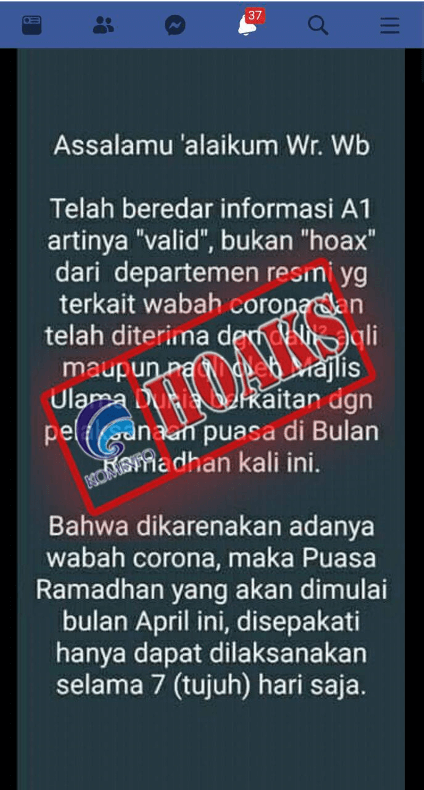 37
Assalamu 'alaikum Wr. Wb
Telah beredar informasi A1
artinya "valid", bukan "hoax"
dari departemen resmi yg
terkait wabah corona dan
telah diterima dgn dalil² aqli
maupun naqli oleh Majlis
Ulama Dunia berkaitan dgn
pelaksanaan puasa di Bulan
Ramadhan kali ini.
HOAKS
KOMINFO
Bahwa dikarenakan adanya
wabah corona, maka Puasa
Ramadhan yang akan dimulai
bulan April ini, disepakati
hanya dapat dilaksanakan
selama 7 (tujuh) hari saja.